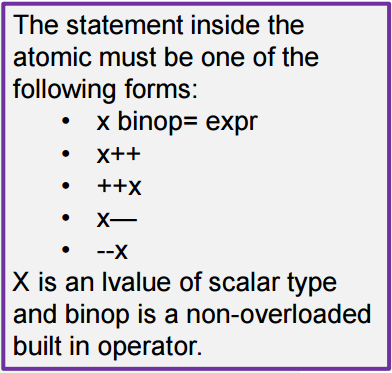 The statement inside the
atomic must be one of the
following forms:
• x binop= expr
• x++
• ++x
• x—
• --x
X is an lvalue of scalar type
and binop is a non-overloaded
built in operator.